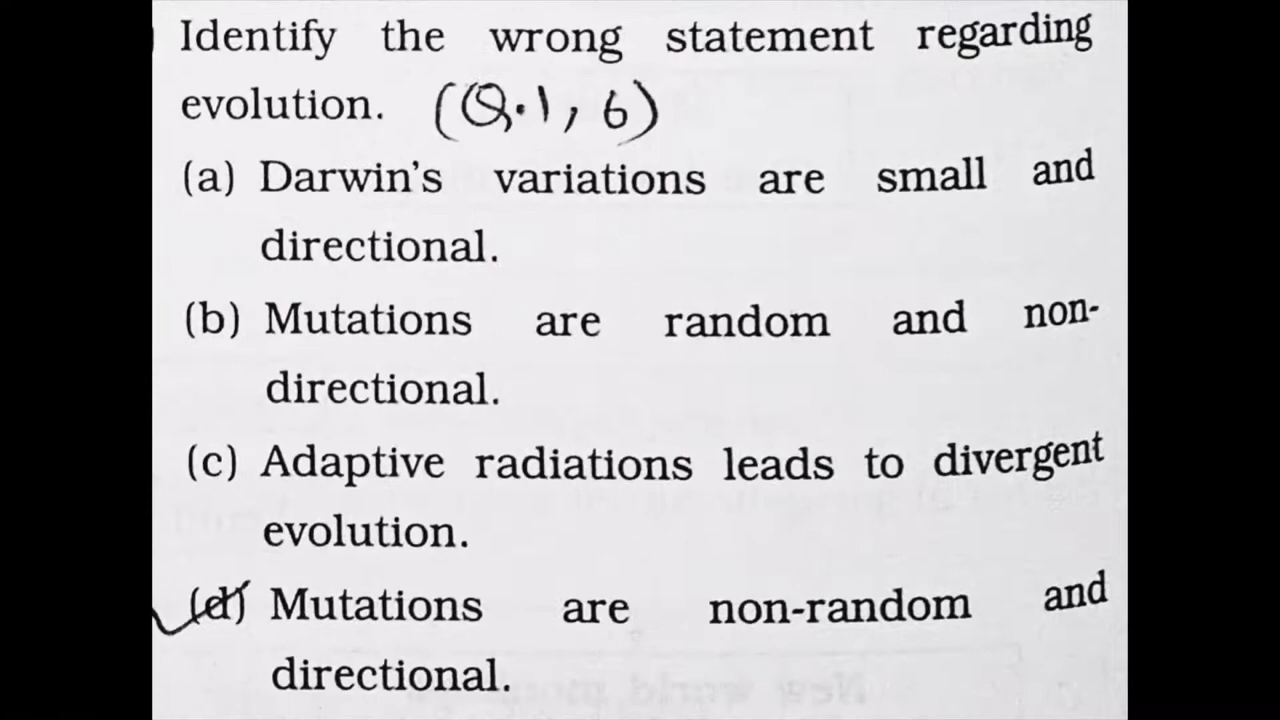 Identify the wrong statement regarding
evolution. (Q.1, 6)
(a) Darwin's variations are small and
directional.
(b) Mutations are random and non-
directional.
(c) Adaptive radiations leads to divergent
evolution.
(d) Mutations are non-random and
directional.